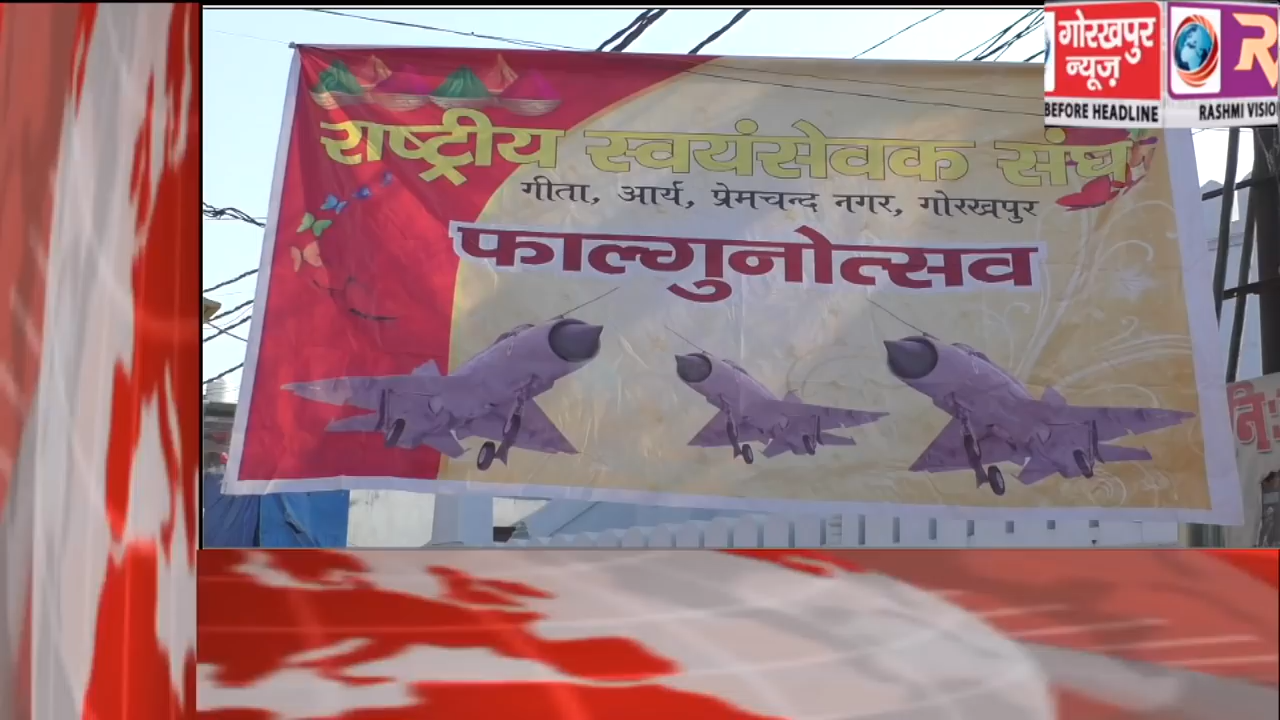 राष्ट्रीय स्वयंसेवक संघ
गीता, आर्य, प्रेमचन्द नगर, गोरखपुर
फाल्गुनोत्सव
गोरखपुर
न्यूज़
BEFORE HEADLINE
R
RASHMI VISIO
नि: